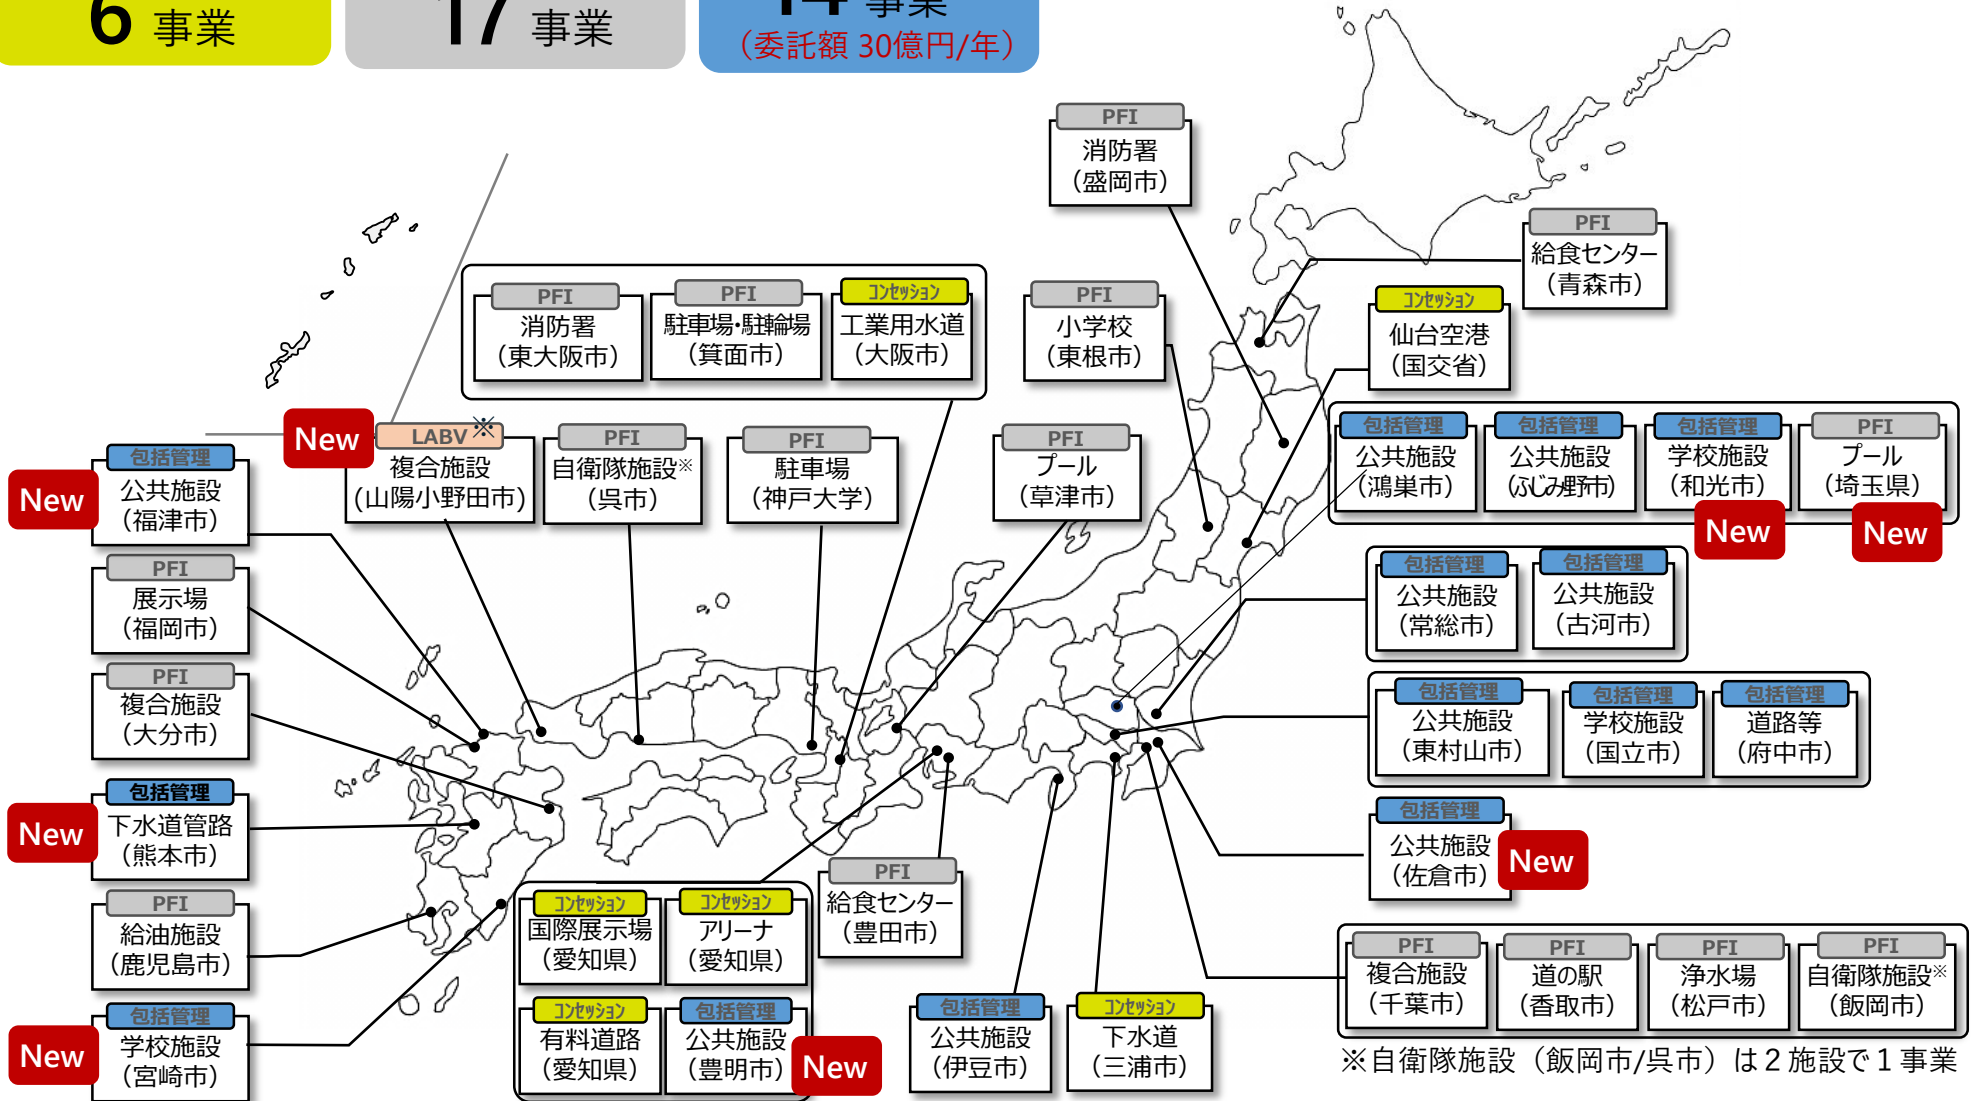 6 事業
17 事業
14 事業
（委託額 30億円/年）
PFI
消防署
（盛岡市）
PFI
給食センター
（青森市）
PFI
消防署
（東大阪市）
PFI
駐車場・駐輪場
（箕面市）
コンセッション
工業用水道
（大阪市）
PFI
小学校
（東根市）
コンセッション
仙台空港
（国交省）
New
LABV※
複合施設
（山陽小野田市）
PFI
自衛隊施設※
（呉市）
PFI
駐車場
（神戸大学）
PFI
プール
（草津市）
包括管理
公共施設
（鴻巣市）
包括管理
公共施設
（ふじみ野市）
包括管理
学校施設
（和光市）
New
PFI
プール
（埼玉県）
New
包括管理
公共施設
（福津市）
New
PFI
展示場
（福岡市）
PFI
複合施設
（大分市）
包括管理
下水道管路
（熊本市）
New
PFI
給油施設
（鹿児島市）
包括管理
学校施設
（宮崎市）
New
包括管理
公共施設
（常総市）
包括管理
公共施設
（古河市）
包括管理
公共施設
（東村山市）
包括管理
学校施設
（国立市）
包括管理
道路等
（府中市）
包括管理
公共施設
（佐倉市）
New
コンセッション
国際展示場
（愛知県）
コンセッション
アリーナ
（愛知県）
コンセッション
有料道路
（愛知県）
包括管理
公共施設
（豊明市）
New
PFI
給食センター
（豊田市）
包括管理
公共施設
（伊豆市）
コンセッション
下水道
（三浦市）
PFI
複合施設
（千葉市）
PFI
道の駅
（香取市）
PFI
浄水場
（松戸市）
PFI
自衛隊施設※
（飯岡市）
※自衛隊施設（飯岡市/呉市）は２施設で１事業